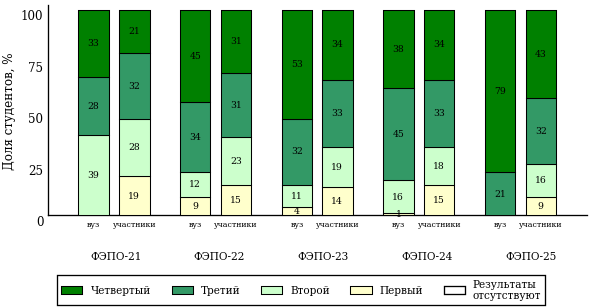 100
75
50
25
0
Доля студентов, %
33 21 45 31 53 34 38 34 79 43
28 32 34 31 32 33 45 33 21 32
39 28 12 23 11 19 16 18 16
19 9 15 4 14 1 15 9
вуз участники вуз участники вуз участники вуз участники вуз участники
ФЭПО-21 ФЭПО-22 ФЭПО-23 ФЭПО-24 ФЭПО-25
Четвертый Третий Второй Первый Результаты
отсутствуют